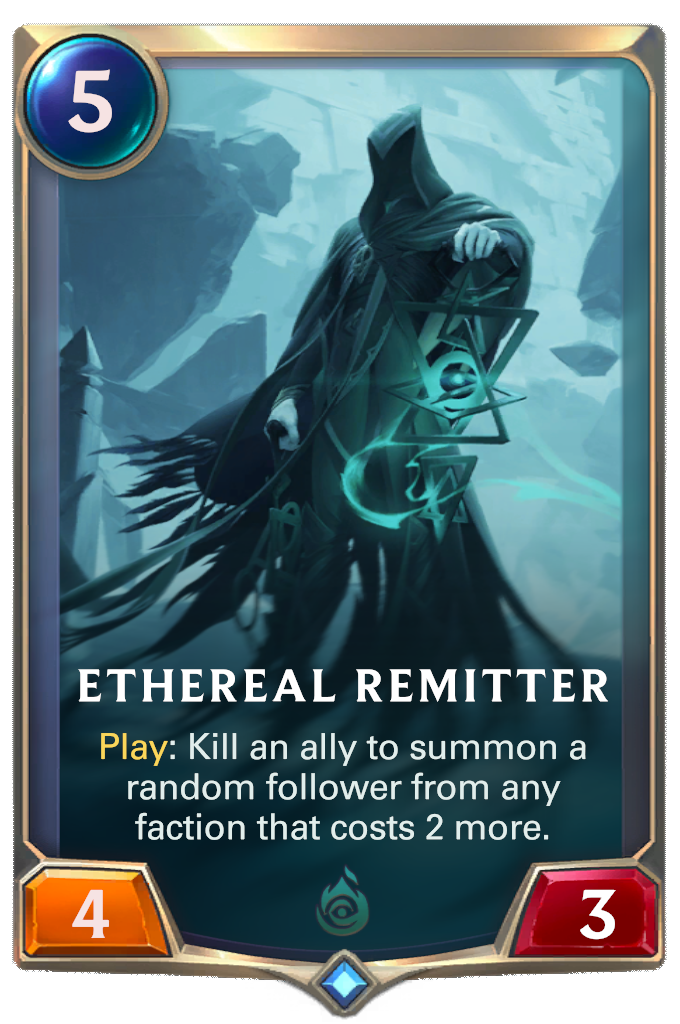 5
ETHEREAL REMITTER
Play: Kill an ally to summon a
random follower from any
faction that costs 2 more.
4
3